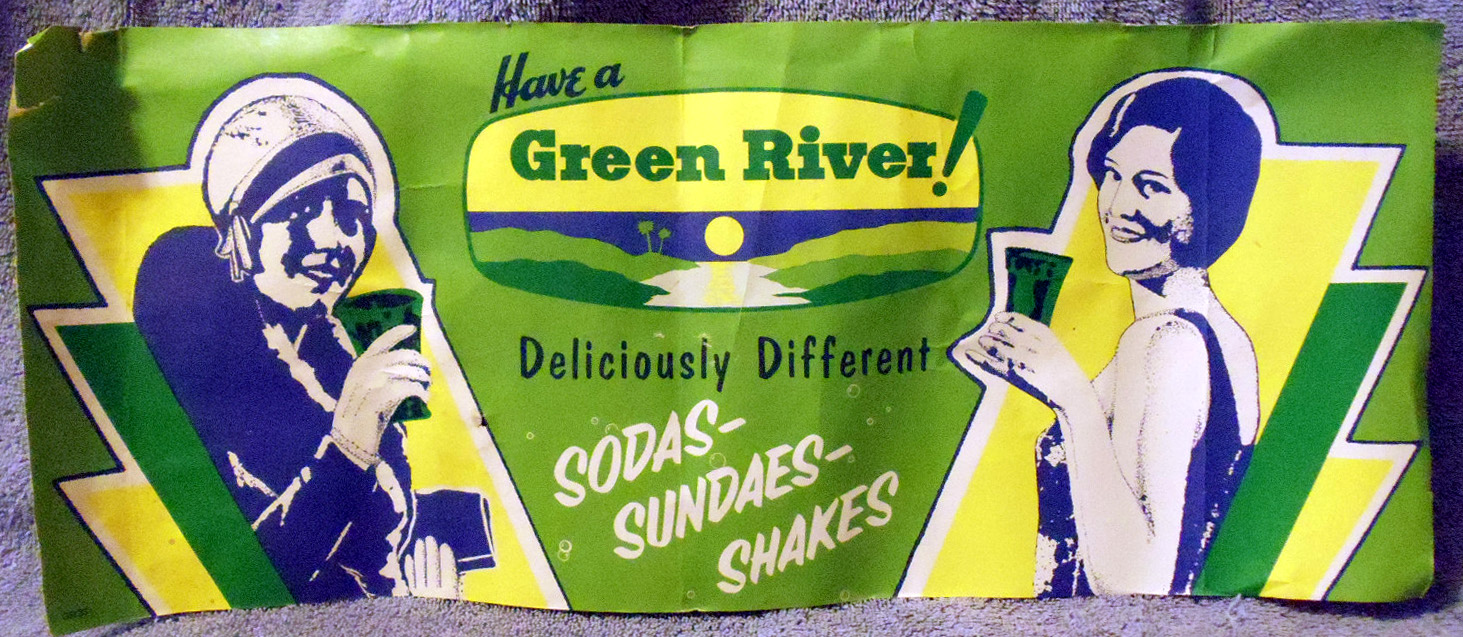 Have a
Green River!
Deliciously Different
SODAS-
SUNDAES-
SHAKES